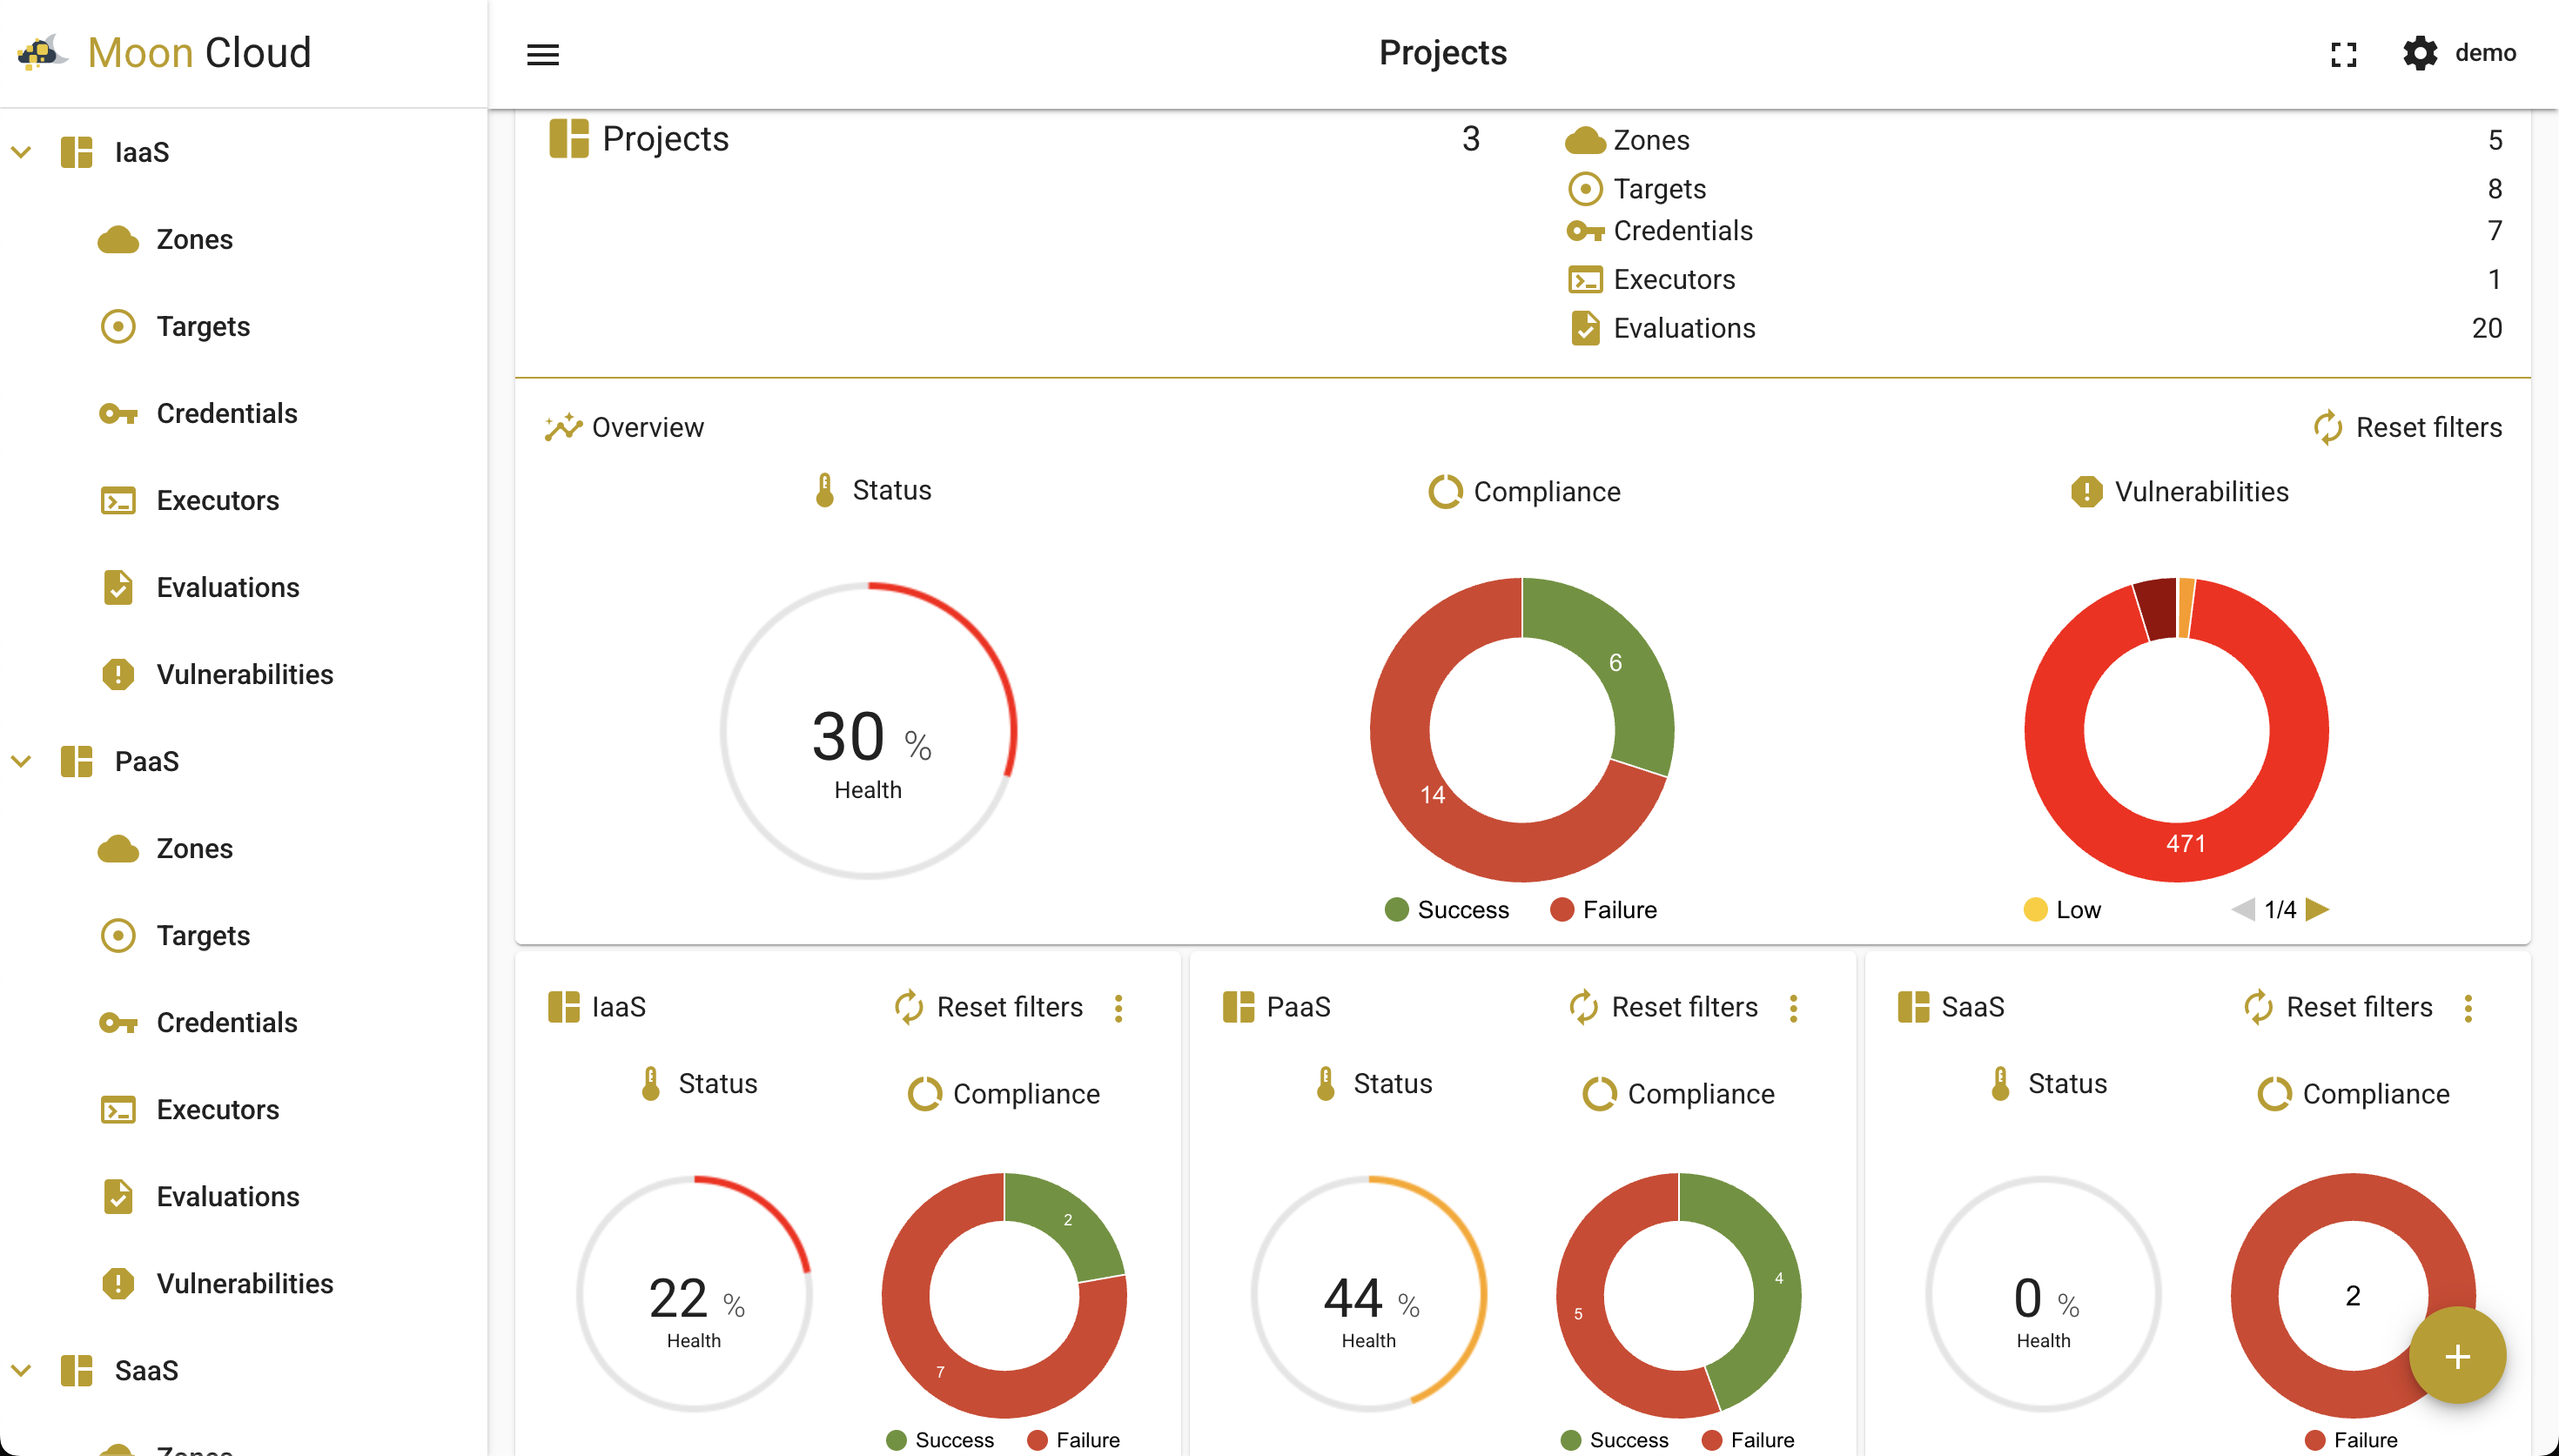 Moon Cloud
Projects
demo
IaaS
Zones
Targets
Credentials
Executors
Evaluations
Vulnerabilities
PaaS
Zones
Targets
Credentials
Executors
Evaluations
Vulnerabilities
SaaS
Zones
Projects 3
Zones 5
Targets 8
Credentials 7
Executors 1
Evaluations 20
Overview
Reset filters
Status
30 %
Health
Compliance
6
14
Success Failure
Vulnerabilities
471
Low 1/4
IaaS
Reset filters
Status
22 %
Health
Compliance
2
7
Success Failure
PaaS
Reset filters
Status
44 %
Health
Compliance
4
5
Success Failure
SaaS
Reset filters
Status
0 %
Health
Compliance
2
Failure
+